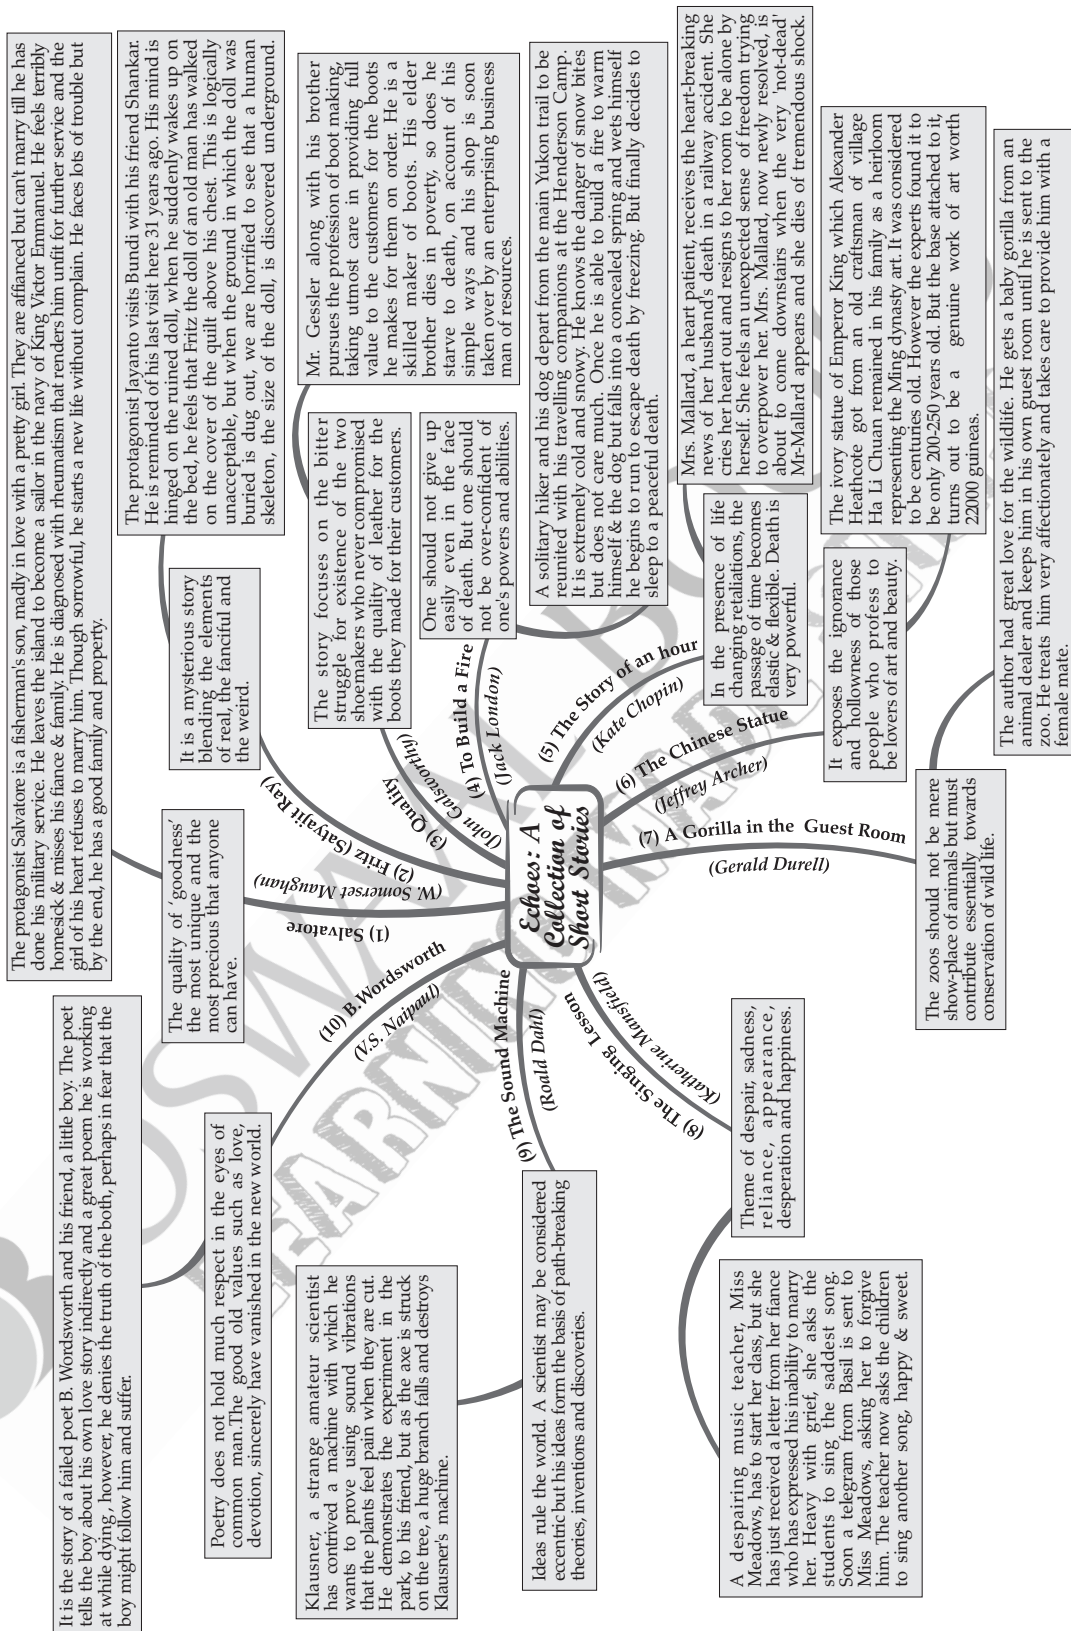 Echoes: A
Collection of
Short Stories
(1) Salvatore
(W. Somerset Maughan)
The quality of 'goodness'
the most unique and the
most precious that anyone
can have.
The protagonist Salvatore is a fisherman's son, madly in love with a pretty girl. They are affianced but can't marry till he has
done his military service. He leaves the island to become a sailor in the navy of King Victor Emmanuel. He feels terribly
homesick & misses his fiance & family. He is diagnosed with rheumatism that renders him unfit for further service and the
girl of his heart refuses to marry him. Though sorrowful, he starts a new life without complain. He faces lots of trouble but
by the end, he has a good family and property.
(2) Fritz (Satyajit Ray)
It is a mysterious story
blending the elements
of real, the fanciful and
the weird.
The protagonist Jayanto visits Bundi with his friend Shankar.
He is reminded of his last visit here 31 years ago. His mind is
hinged on the ruined doll, when he suddenly wakes up on
the bed, he feels that Fritz the doll of an old man has walked
on the cover of the quilt above his chest. This is logically
unacceptable, but when the ground in which the doll was
buried is dug out, we are horrified to see that a human
skeleton, the size of the doll, is discovered underground.
(3) Quality
(John Galsworthy)
The story focuses on the bitter
struggle for existence of the two
shoemakers who never compromised
with the quality of leather for the
boots they made for their customers.
Mr. Gessler along with his brother
pursues the profession of boot making,
taking utmost care in providing full
value to the customers for the boots
he makes for them on order. He is a
skilled maker of boots. His elder
brother dies in poverty, so does he
starve to death, on account of his
simple ways and his shop is soon
taken over by an enterprising business
man of resources.
(4) To Build a Fire
(Jack London)
One should not give up
easily even in the face
of death. But one should
not be over-confident of
one's powers and abilities.
A solitary hiker and his dog depart from the main Yukon trail to be
reunited with his travelling companions at the Henderson Camp.
It is extremely cold and snowy. He knows the danger of snow bites
but does not care much. Once he is able to build a fire to warm
himself & the dog but falls into a concealed spring and wets himself
he begins to run to escape death by freezing. But finally decides to
sleep to a peaceful death.
(5) The Story of an hour
(Kate Chopin)
In the presence of life
changing retaliations, the
passage of time becomes
elastic & flexible. Death is
very powerful.
Mrs. Mallard, a heart patient, receives the heart-breaking
news of her husband's death in a railway accident. She
cries her heart out and resigns to her room to be alone by
herself. She feels an unexpected sense of freedom trying
to overpower her. Mrs. Mallard, now newly resolved, is
about to come downstairs when the very 'not-dead'
Mr-Mallard appears and she dies of tremendous shock.
(6) The Chinese Statue
(Jeffrey Archer)
It exposes the ignorance
and hollowness of those
people who profess to
be lovers of art and beauty.
The ivory statue of Emperor King which Alexander
Heathcote got from an old craftsman of village
Ha Li Chuan remained in his family as a heirloom
representing the Ming dynasty art. It was considered
to be centuries old. However the experts found it to
be only 200-250 years old. But the base attached to it,
turns out to be a genuine work of art worth
22000 guineas.
(7) A Gorilla in the Guest Room
(Gerald Durell)
The zoos should not be mere
show-place of animals but must
contribute essentially towards
conservation of wild life.
The author had great love for the wildlife. He gets a baby gorilla from an
animal dealer and keeps him in his own guest room until he is sent to the
zoo. He treats him very affectionately and takes care to provide him with a
female mate.
(8) The Singing Lesson
(Katherine Mansfield)
Theme of despair, sadness,
reliance, appearance,
desperation and happiness.
A despairing music teacher, Miss
Meadows, has to start her class, but she
has just received a letter from her fiance
who has expressed his inability to marry
her. Heavy with grief, she asks the
students to sing the saddest song.
Soon a telegram from Basil is sent to
Miss Meadows, asking her to forgive
him. The teacher now asks the children
to sing another song, happy & sweet.
(9) The Sound Machine
(Roald Dahl)
Ideas rule the world. A scientist may be considered
eccentric but his ideas form the basis of path-breaking
theories, inventions and discoveries.
Klausner, a strange amateur scientist
has contrived a machine with which he
wants to prove using sound vibrations
that the plants feel pain when they are cut.
He demonstrates the experiment in the
park, to his friend, but as the axe is struck
on the tree, a huge branch falls and destroys
Klausner's machine.
(10) B.Wordsworth
(V.S. Naipaul)
Poetry does not hold much respect in the eyes of
common man.The good old values such as love,
devotion, sincerely have vanished in the new world.
It is the story of a failed poet B. Wordsworth and his friend, a little boy. The poet
tells the boy about his own love story indirectly and a great poem he is working
at while dying, however, he denies the truth of the both, perhaps in fear that the
boy might follow him and suffer.